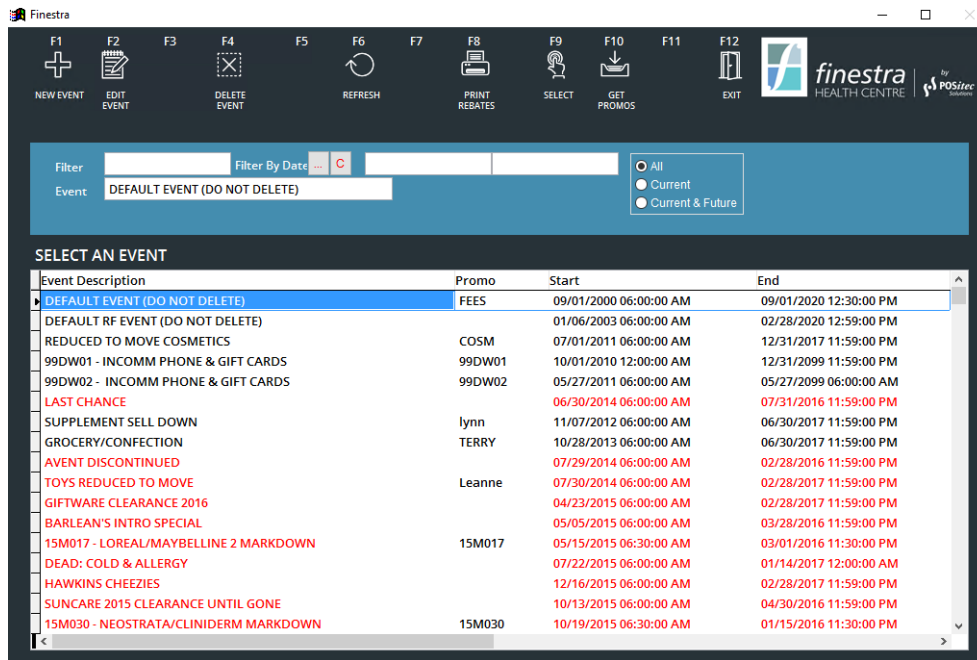 Finestra
F1 F2 F3 F4 F5 F6 F7 F8 F9 F10 F11 F12
NEW EVENT EDIT EVENT DELETE EVENT REFRESH PRINT REBATES SELECT GET PROMOS EXIT
finestra HEALTH CENTRE by POSitec Solutions
Filter Filter By Date ... C All
Current
Event DEFAULT EVENT (DO NOT DELETE)
Current & Future
SELECT AN EVENT
Event Description Promo Start End
DEFAULT EVENT (DO NOT DELETE) FEES 09/01/2000 06:00:00 AM 09/01/2020 12:30:00 PM
DEFAULT RF EVENT (DO NOT DELETE) 01/06/2003 06:00:00 AM 02/28/2020 12:59:00 PM
REDUCED TO MOVE COSMETICS COSM 07/01/2011 06:00:00 AM 12/31/2017 11:59:00 PM
99DW01 - INCOMM PHONE & GIFT CARDS 99DW01 10/01/2010 12:00:00 AM 12/31/2099 11:59:00 PM
99DW02 - INCOMM PHONE & GIFT CARDS 99DW02 05/27/2011 06:00:00 AM 05/27/2099 06:00:00 AM
LAST CHANCE 06/30/2014 06:00:00 AM 07/31/2016 11:59:00 PM
SUPPLEMENT SELL DOWN lynn 11/07/2012 06:00:00 AM 06/30/2017 11:59:00 PM
GROCERY/CONFECTION TERRY 10/28/2013 06:00:00 AM 06/30/2017 11:59:00 PM
AVENT DISCONTINUED 07/29/2014 06:00:00 AM 02/28/2016 11:59:00 PM
TOYS REDUCED TO MOVE Leanne 07/30/2014 06:00:00 AM 02/28/2017 11:59:00 PM
GIFTWARE CLEARANCE 2016 04/23/2015 06:00:00 AM 02/28/2017 11:59:00 PM
BARLEAN'S INTRO SPECIAL 05/05/2015 06:00:00 AM 03/28/2016 11:59:00 PM
15M017 - LOREAL/MAYBELLINE 2 MARKDOWN 15M017 05/15/2015 06:30:00 AM 03/01/2016 11:30:00 PM
DEAD: COLD & ALLERGY 07/22/2015 06:00:00 AM 01/14/2017 12:00:00 AM
HAWKINS CHEEZIES 12/16/2015 06:00:00 AM 02/28/2017 11:59:00 PM
SUNCARE 2015 CLEARANCE UNTIL GONE 10/13/2015 06:00:00 AM 04/30/2016 11:59:00 PM
15M030 - NEOSTRATA/CLINIDERM MARKDOWN 15M030 10/19/2015 06:30:00 AM 01/15/2016 11:30:00 PM